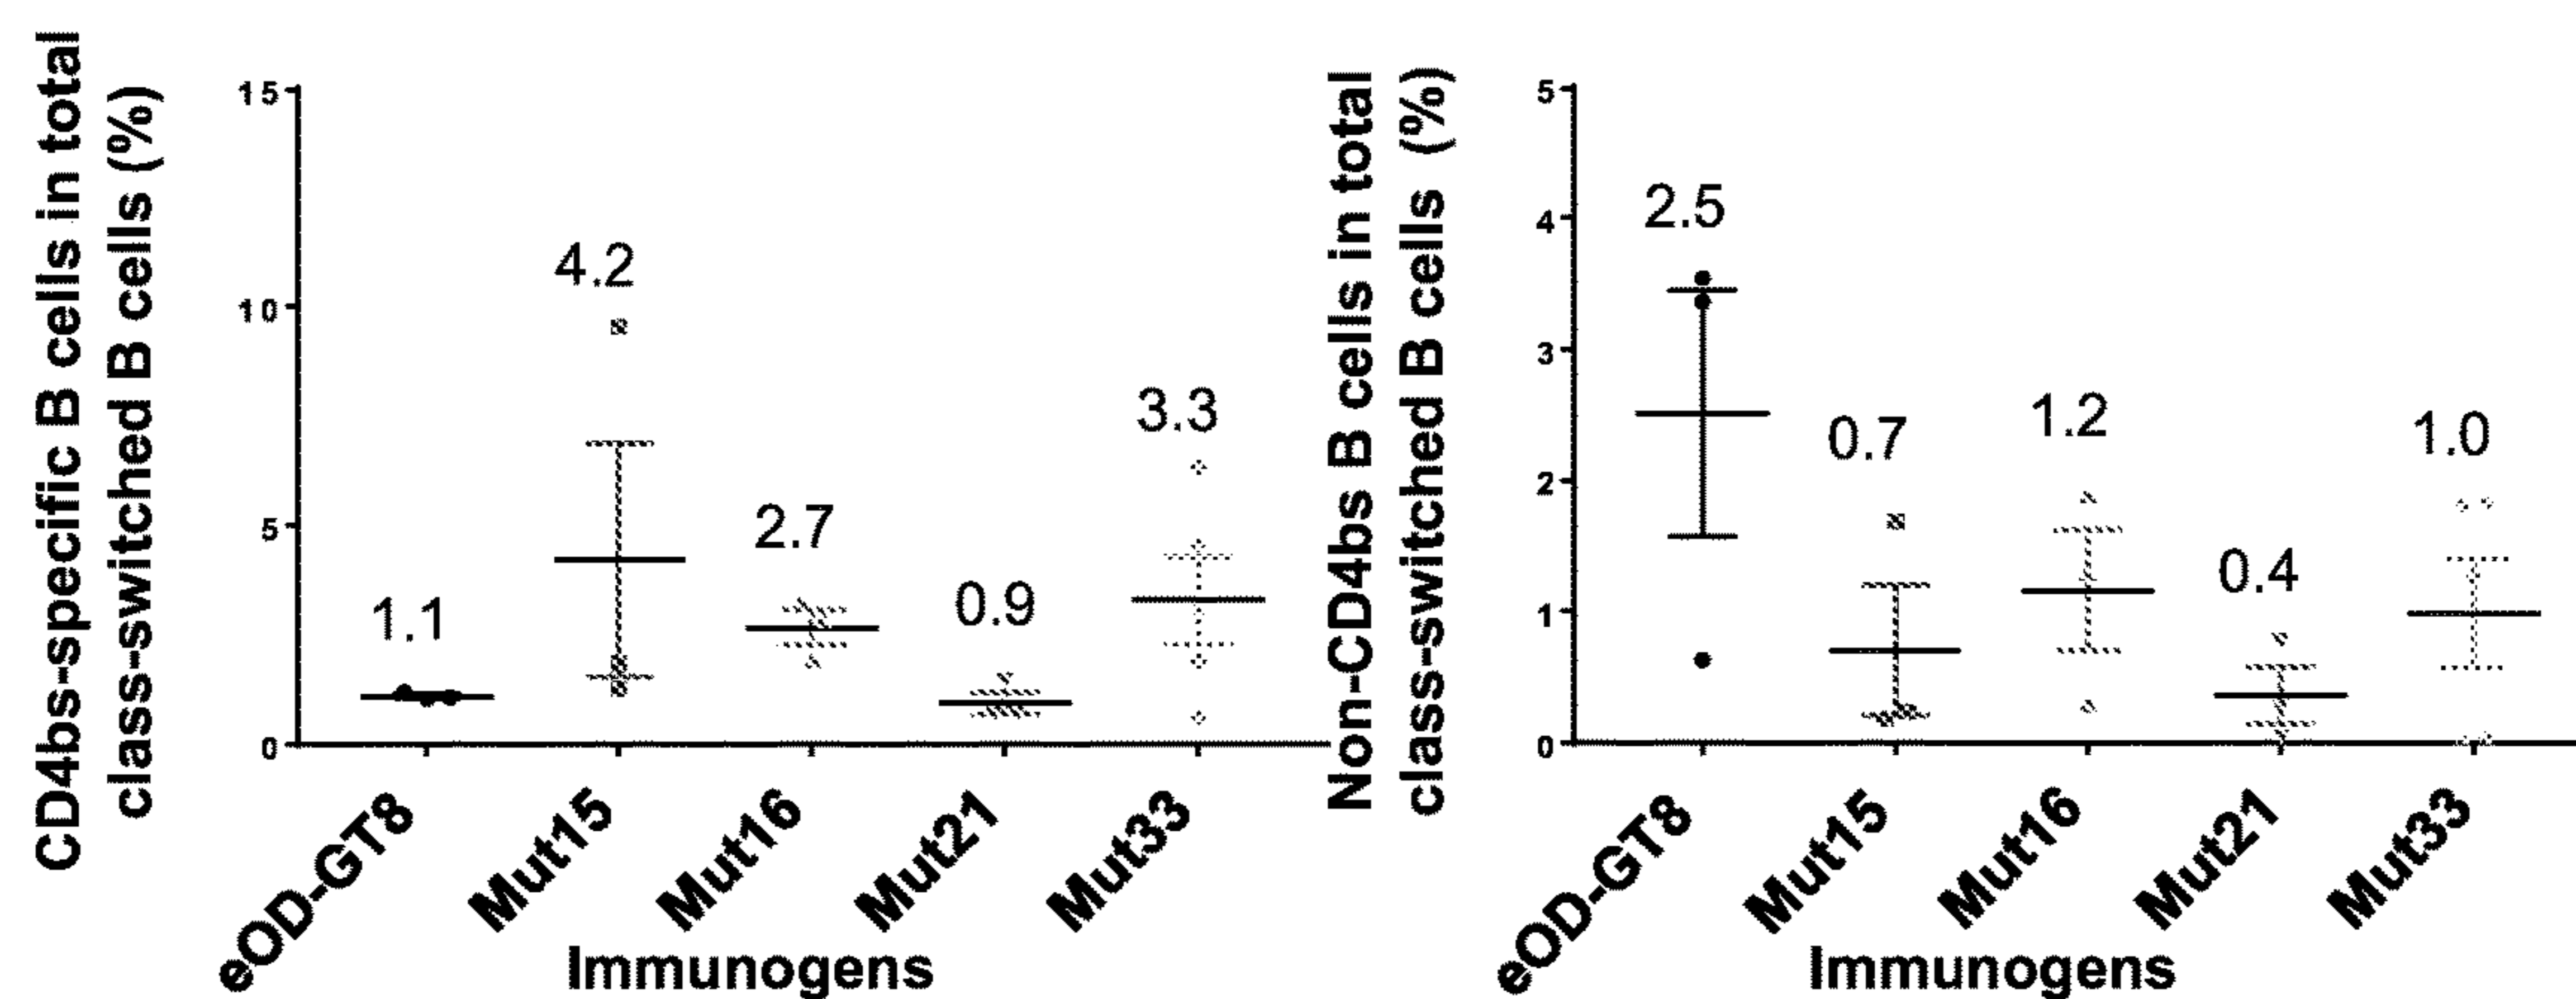 CD4bs-specific B cells in total
class-switched B cells (%)
15
10
5
0
1.1
4.2
2.7
0.9
3.3
eOD-GT8
Mut15
Mut16
Mut21
Mut33
Immunogens
Non-CD4bs B cells in total
class-switched B cells (%)
5
4
3
2
1
0
2.5
0.7
1.2
0.4
1.0
eOD-GT8
Mut15
Mut16
Mut21
Mut33
Immunogens